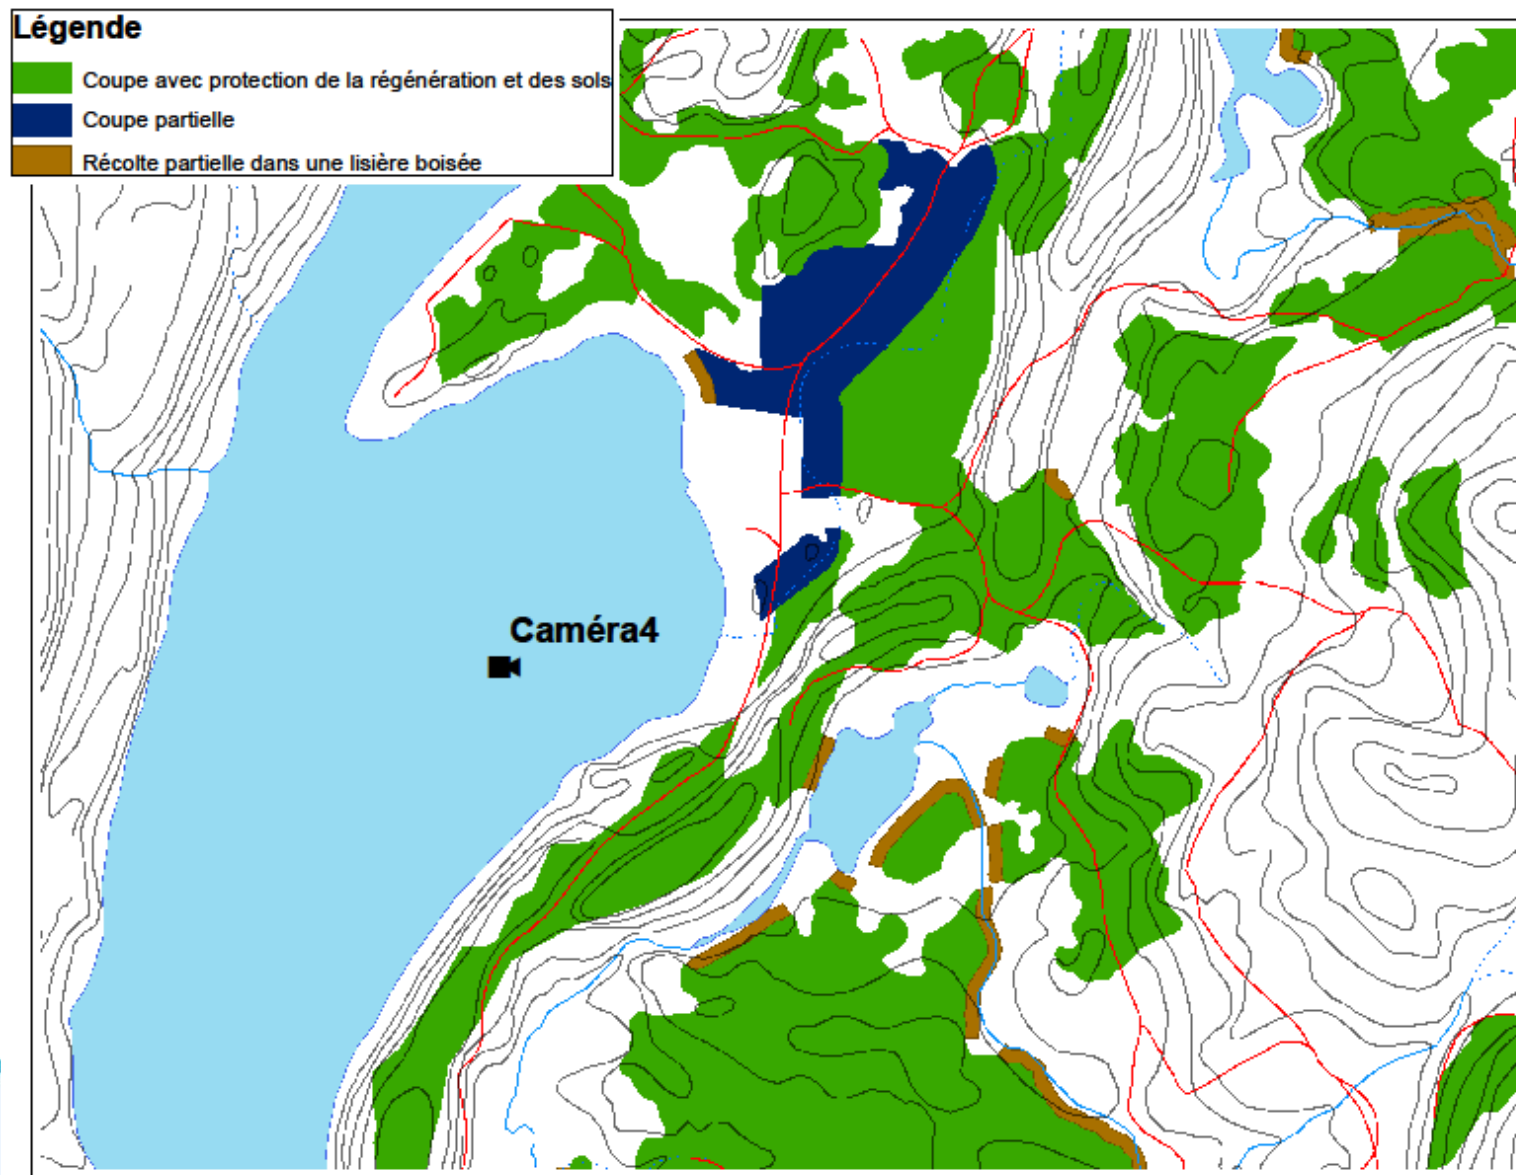 Légende
Coupe avec protection de la régénération et des sols
Coupe partielle
Récolte partielle dans une lisière boisée
Caméra4